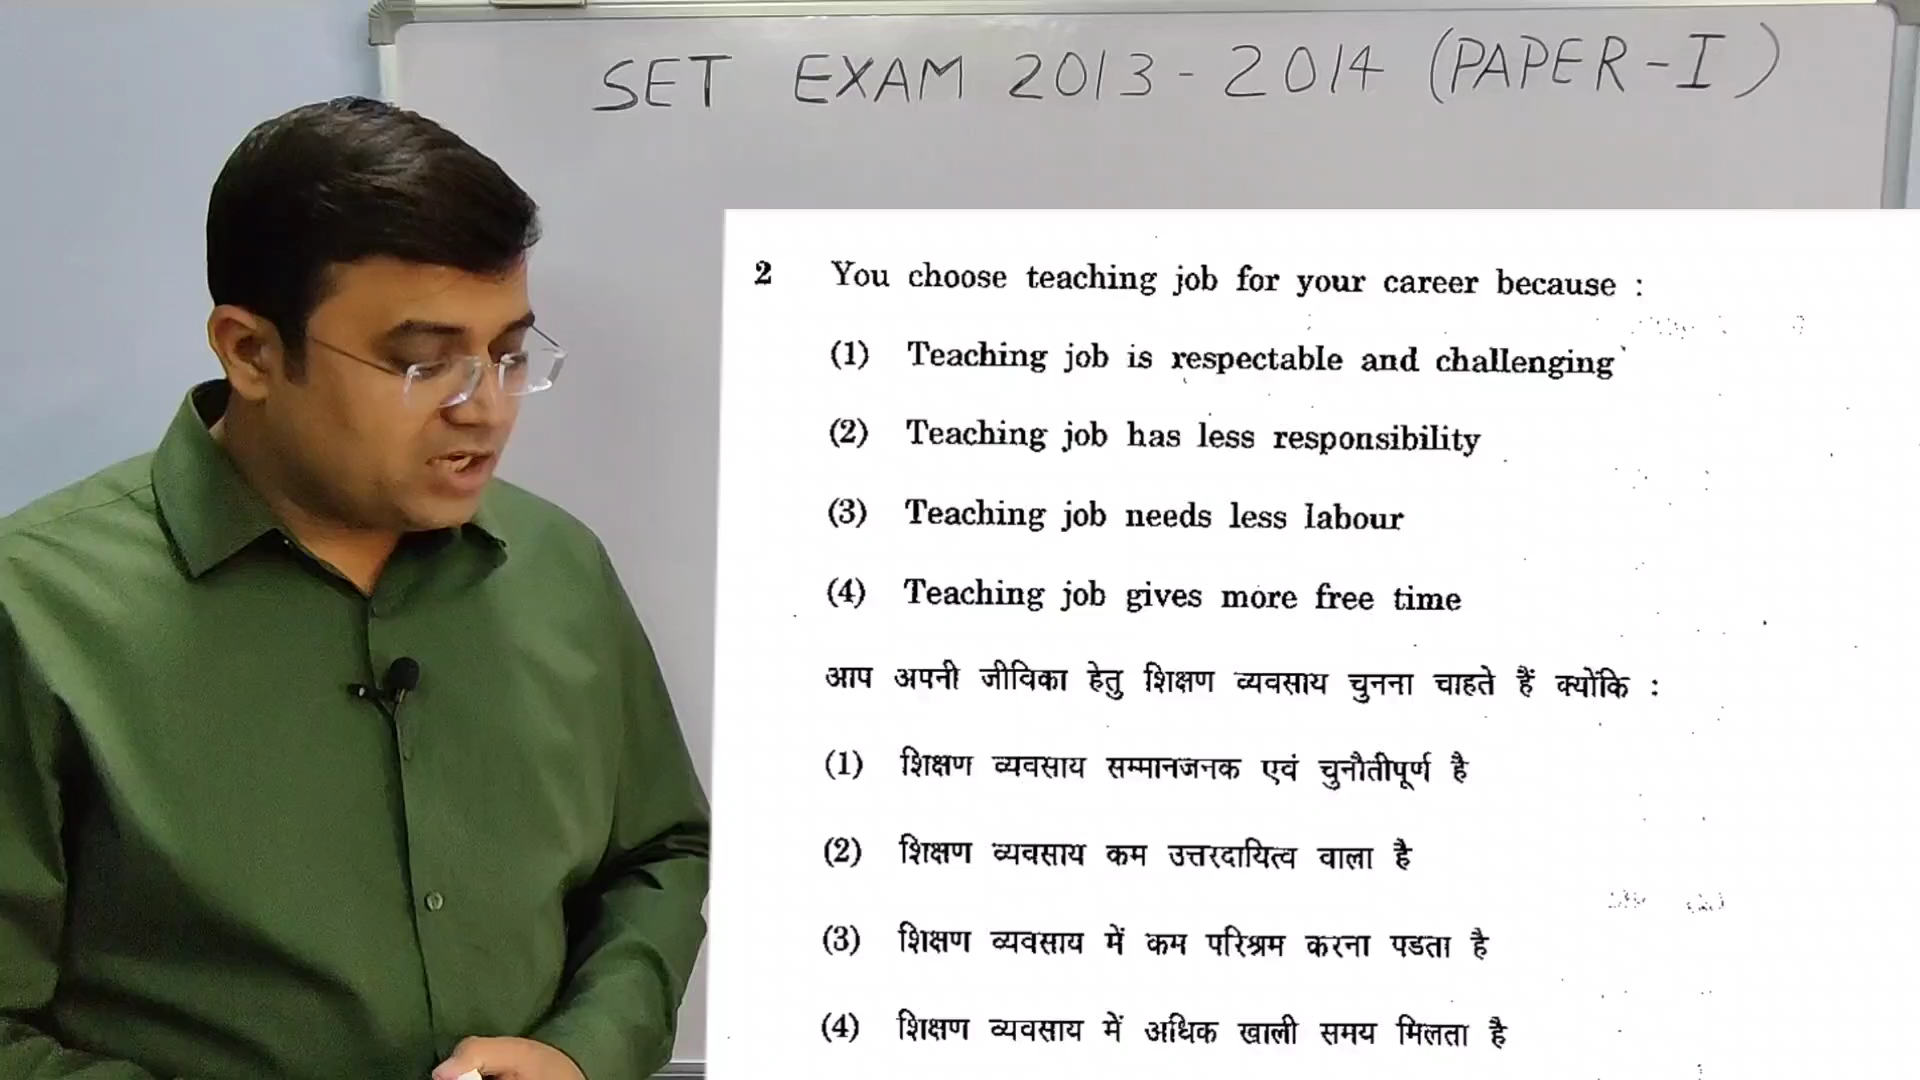 SET EXAM 2013-2014 (PAPER-I)
2 You choose teaching job for your career because :
(1) Teaching job is respectable and challenging
(2) Teaching job has less responsibility
(3) Teaching job needs less labour
(4) Teaching job gives more free time
आप अपनी जीविका हेतु शिक्षण व्यवसाय चुनना चाहते हैं क्योंकि :
(1) शिक्षण व्यवसाय सम्मानजनक एवं चुनौतीपूर्ण है
(2) शिक्षण व्यवसाय कम उत्तरदायित्व वाला है
(3) शिक्षण व्यवसाय में कम परिश्रम करना पडता है
(4) शिक्षण व्यवसाय में अधिक खाली समय मिलता है